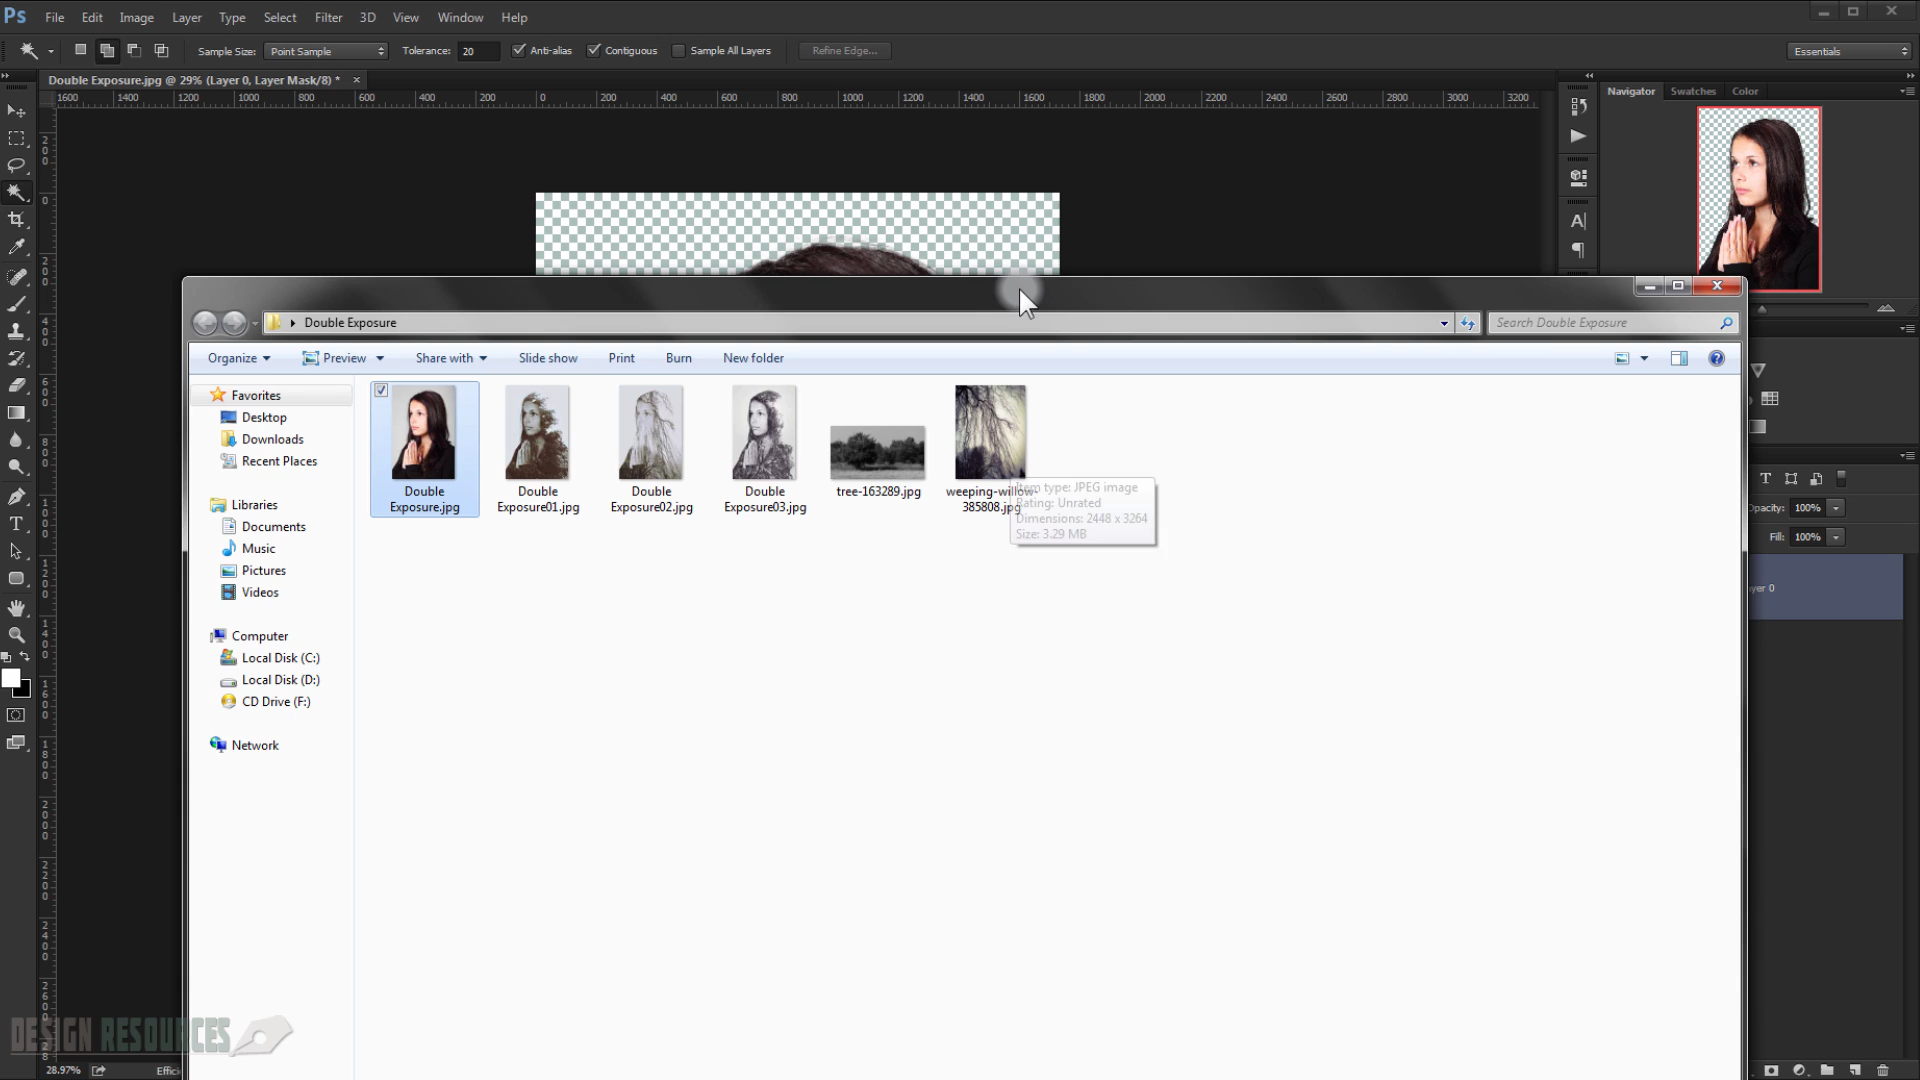 Ps File Edit Image Layer Type Select Filter 3D View Window Help
Sample Size: Point Sample Tolerance: 20 Anti-alias Contiguous Sample All Layers Refine Edge... Essentials
Double Exposure.jpg @ 29% (Layer 0, Layer Mask/8) * ×
Navigator Swatches Color
1600 1400 1200 1000 800 600 400 200 0 200 400 600 800 1000 1200 1400 1600 1800 2000 2200 2400 2600 2800 3000 3200
Double Exposure
Search Double Exposure
Organize Preview Share with Slide show Print Burn New folder
Favorites
Desktop
Downloads
Recent Places
Libraries
Documents
Music
Pictures
Videos
Computer
Local Disk (C:)
Local Disk (D:)
CD Drive (F:)
Network
Double
Exposure.jpg
Double
Exposure01.jpg
Double
Exposure02.jpg
Double
Exposure03.jpg
tree-163289.jpg
weeping-willow-
385808.jpg
Item type: JPEG image
Rating: Unrated
Dimensions: 2448 x 3264
Size: 3.29 MB
Opacity: 100%
Fill: 100%
yer 0
DESIGN RESOURCES
28.97% Effici